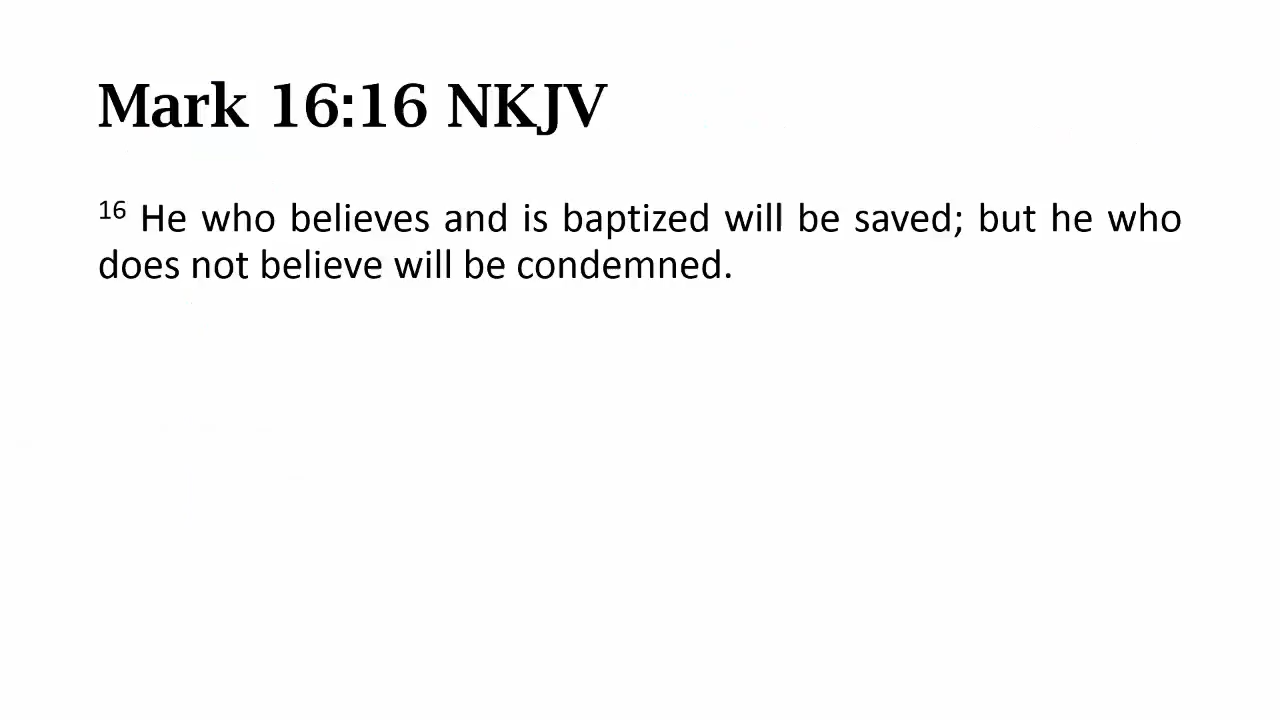 Mark 16:16 NKJV
16 He who believes and is baptized will be saved; but he who
does not believe will be condemned.